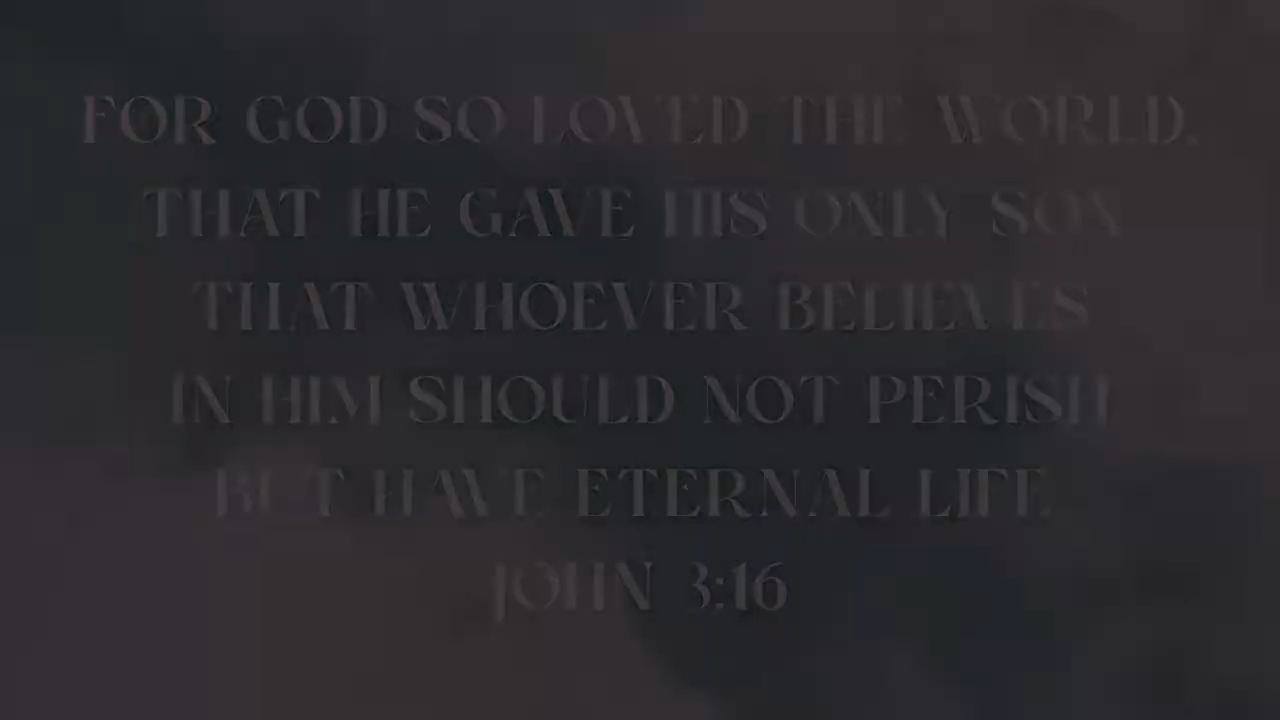 FOR GOD SO LOVED THE WORLD,
THAT HE GAVE HIS ONLY SON
THAT WHOEVER BELIEVES
IN HIM SHOULD NOT PERISH
BUT HAVE ETERNAL LIFE.
JOHN 3:16